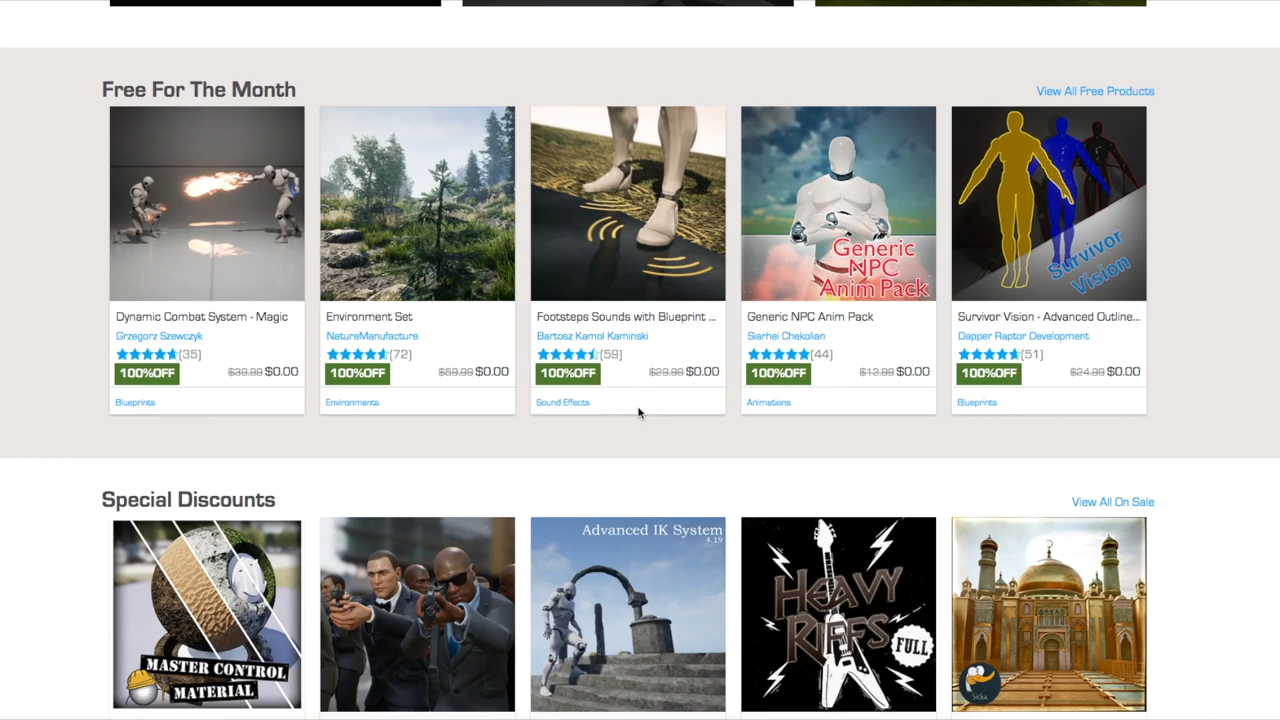 Free For The Month
View All Free Products
Generic
NPC
Anim Pack
Survivor
Vision
Dynamic Combat System - Magic
Environment Set
Footsteps Sounds with Blueprint ...
Generic NPC Anim Pack
Survivor Vision - Advanced Outline...
Grzegorz Szewczyk
NatureManufacture
Bartosz Kamol Kaminski
Siarhei Chekolian
Dapper Raptor Development
(35)
(72)
(59)
(44)
(51)
100%OFF $39.99 $0.00
100%OFF $59.99 $0.00
100%OFF $29.99 $0.00
100%OFF $12.99 $0.00
100%OFF $24.99 $0.00
Blueprints
Environments
Sound Effects
Animations
Blueprints
Special Discounts
View All On Sale
MASTER CONTROL
MATERIAL
Advanced IK System
4.19
HEAVY
RIFFS
FULL
Sicka